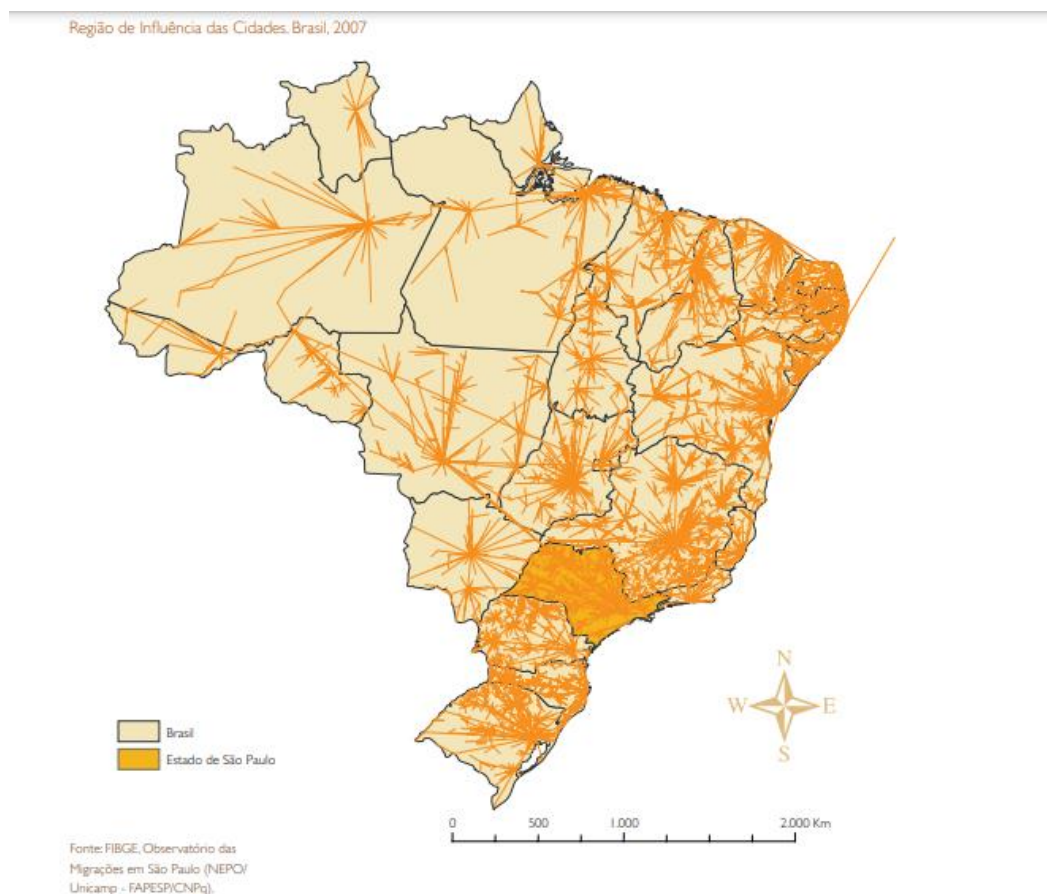 Região de Influência das Cidades. Brasil, 2007
N
W
E
S
Brasil
Estado de São Paulo
0 500 1.000 2.000 Km
Fonte: FIBGE, Observatório das
Migrações em São Paulo (NEPO/
Unicamp - FAPESP/CNPq).